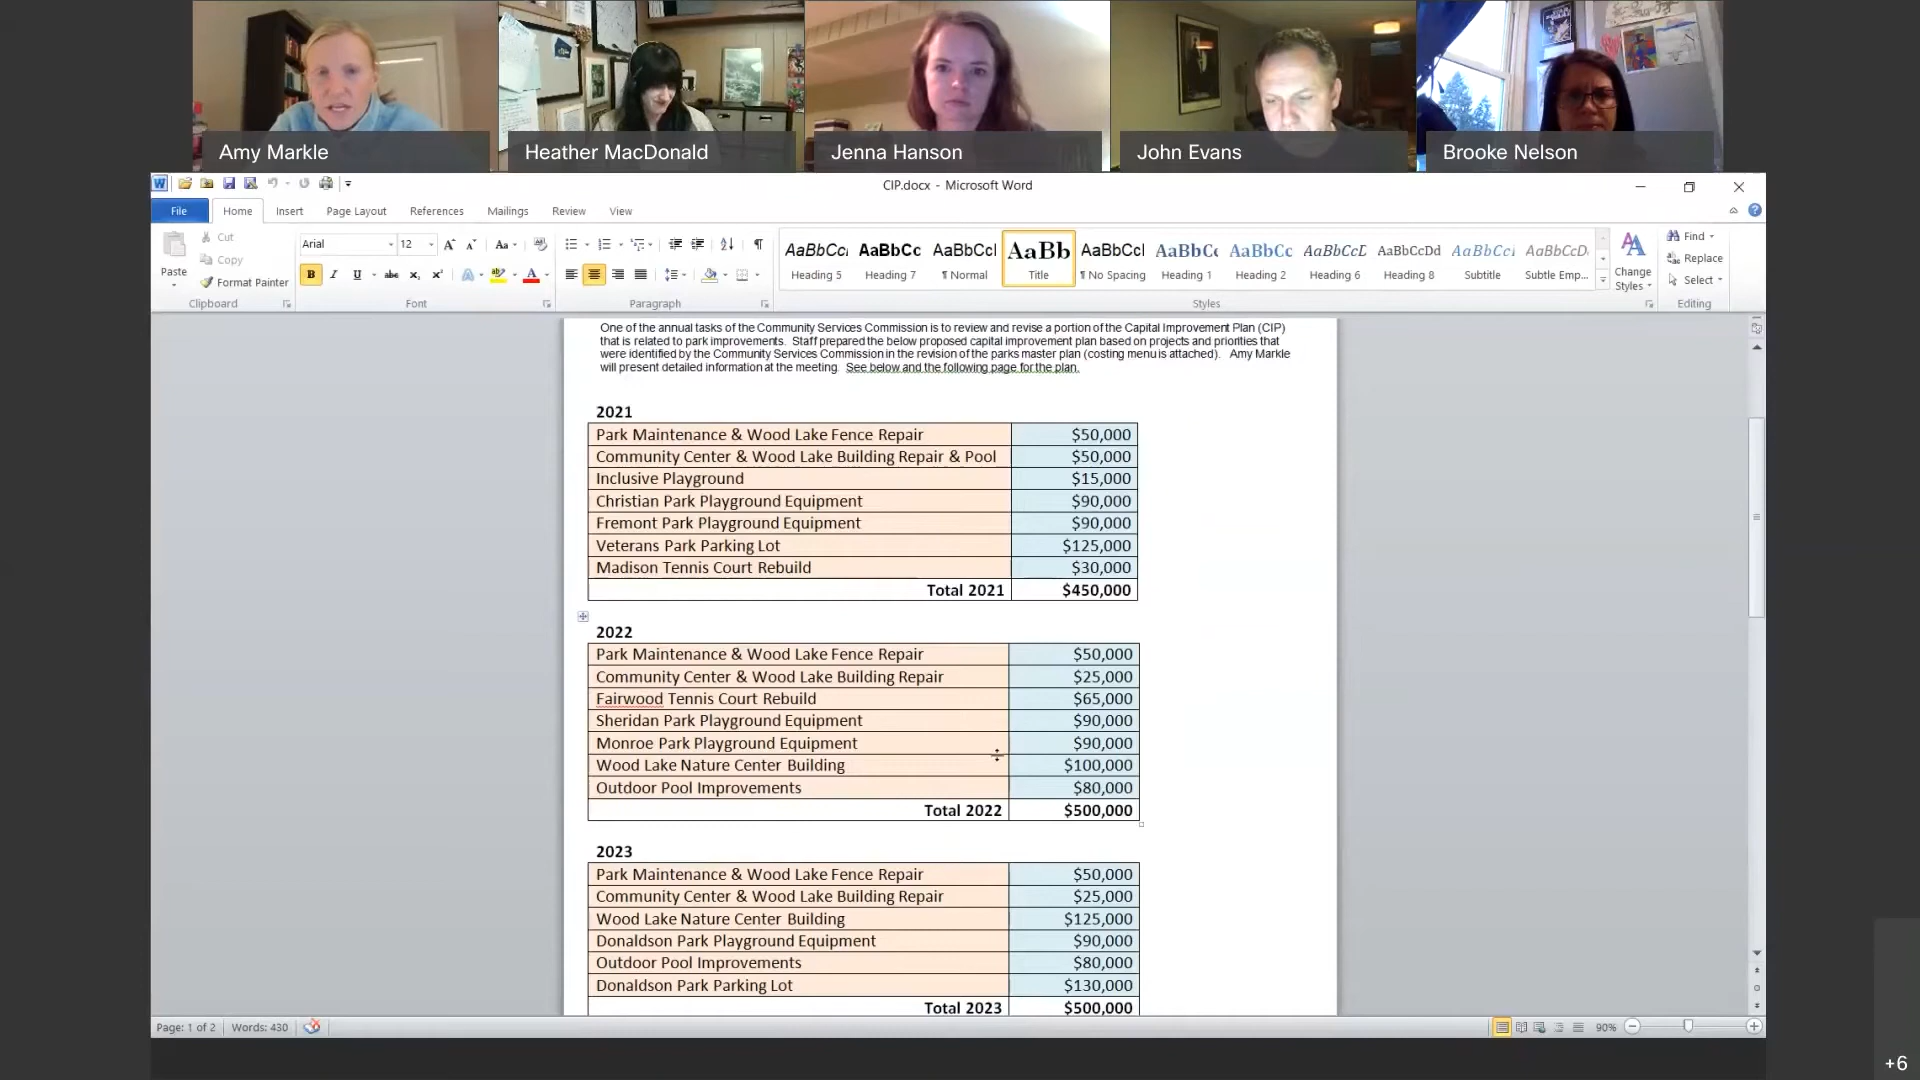 Amy Markle
Heather MacDonald
Jenna Hanson
John Evans
Brooke Nelson
CIP.docx - Microsoft Word
File Home Insert Page Layout References Mailings Review View
Cut
Copy
Paste
Format Painter
Clipboard
Arial 12
Font
Paragraph
AaBbCcI AaBbCc AaBbCcI AaBb AaBbCcI AaBbCc AaBbCc AaBbCcD AaBbCcDd AaBbCcI AaBbCcD
Heading 5 Heading 7 ¶ Normal Title ¶ No Spacing Heading 1 Heading 2 Heading 6 Heading 8 Subtitle Subtle Emp...
Change Styles
Styles
Find
Replace
Select
Editing
One of the annual tasks of the Community Services Commission is to review and revise a portion of the Capital Improvement Plan (CIP)
that is related to park improvements. Staff prepared the below proposed capital improvement plan based on projects and priorities that
were identified by the Community Services Commission in the revision of the parks master plan (costing menu is attached). Amy Markle
will present detailed information at the meeting. See below and the following page for the plan.
2021
Park Maintenance & Wood Lake Fence Repair $50,000
Community Center & Wood Lake Building Repair & Pool $50,000
Inclusive Playground $15,000
Christian Park Playground Equipment $90,000
Fremont Park Playground Equipment $90,000
Veterans Park Parking Lot $125,000
Madison Tennis Court Rebuild $30,000
Total 2021 $450,000
2022
Park Maintenance & Wood Lake Fence Repair $50,000
Community Center & Wood Lake Building Repair $25,000
Fairwood Tennis Court Rebuild $65,000
Sheridan Park Playground Equipment $90,000
Monroe Park Playground Equipment $90,000
Wood Lake Nature Center Building $100,000
Outdoor Pool Improvements $80,000
Total 2022 $500,000
2023
Park Maintenance & Wood Lake Fence Repair $50,000
Community Center & Wood Lake Building Repair $25,000
Wood Lake Nature Center Building $125,000
Donaldson Park Playground Equipment $90,000
Outdoor Pool Improvements $80,000
Donaldson Park Parking Lot $130,000
Total 2023 $500,000
Page: 1 of 2 Words: 430 90%
+6